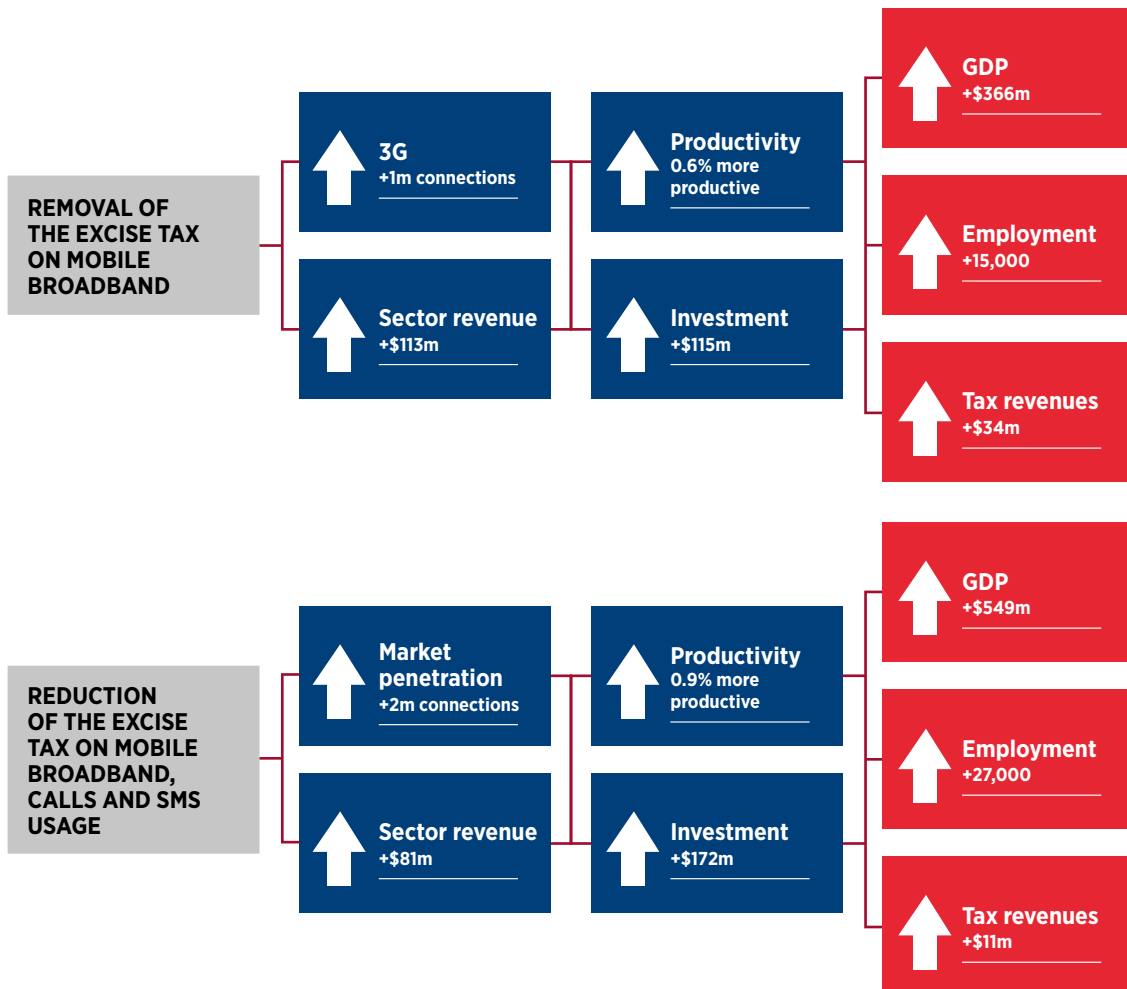 REMOVAL OF
THE EXCISE TAX
ON MOBILE
BROADBAND
3G
+1m connections
Sector revenue
+$113m
Productivity
0.6% more
productive
Investment
+$115m
GDP
+$366m
Employment
+15,000
Tax revenues
+$34m
REDUCTION
OF THE EXCISE
TAX ON MOBILE
BROADBAND,
CALLS AND SMS
USAGE
Market
penetration
+2m connections
Sector revenue
+$81m
Productivity
0.9% more
productive
Investment
+$172m
GDP
+$549m
Employment
+27,000
Tax revenues
+$11m